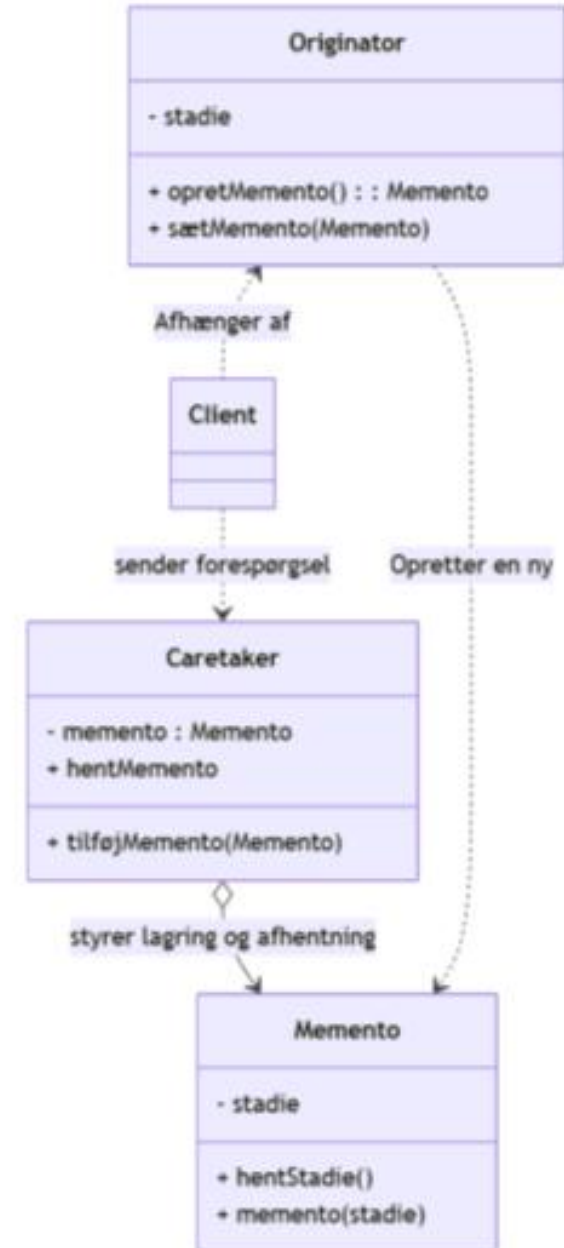 Originator
- stadie
+ opretMemento() : : Memento
+ sætMemento(Memento)
Afhænger af
Client
sender forespørgsel
Opretter en ny
Caretaker
- memento : Memento
+ hentMemento
+ tilføjMemento(Memento)
styrer lagring og afhentning
Memento
- stadie
+ hentStadie()
+ memento(stadie)